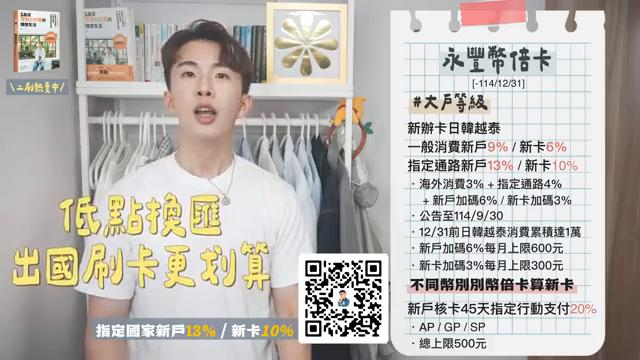 二刷熱賣中
低點換匯
出國刷卡更划算
指定國家新戶13% / 新卡10%
永豐幣倍卡
[-114/12/31]
#大戶等級
新辦卡日韓越泰
一般消費新戶9% / 新卡6%
指定通路新戶13% / 新卡10%
· 海外消費3% + 指定通路4%
+ 新戶加碼6% / 新卡加碼3%
· 公告至114/9/30
· 12/31前日韓越泰消費累積達1萬
· 新戶加碼6%每月上限600元
· 新卡加碼3%每月上限300元
不同幣別別幣倍卡算新卡
新戶核卡45天指定行動支付20%
· AP / GP / SP
· 總上限500元